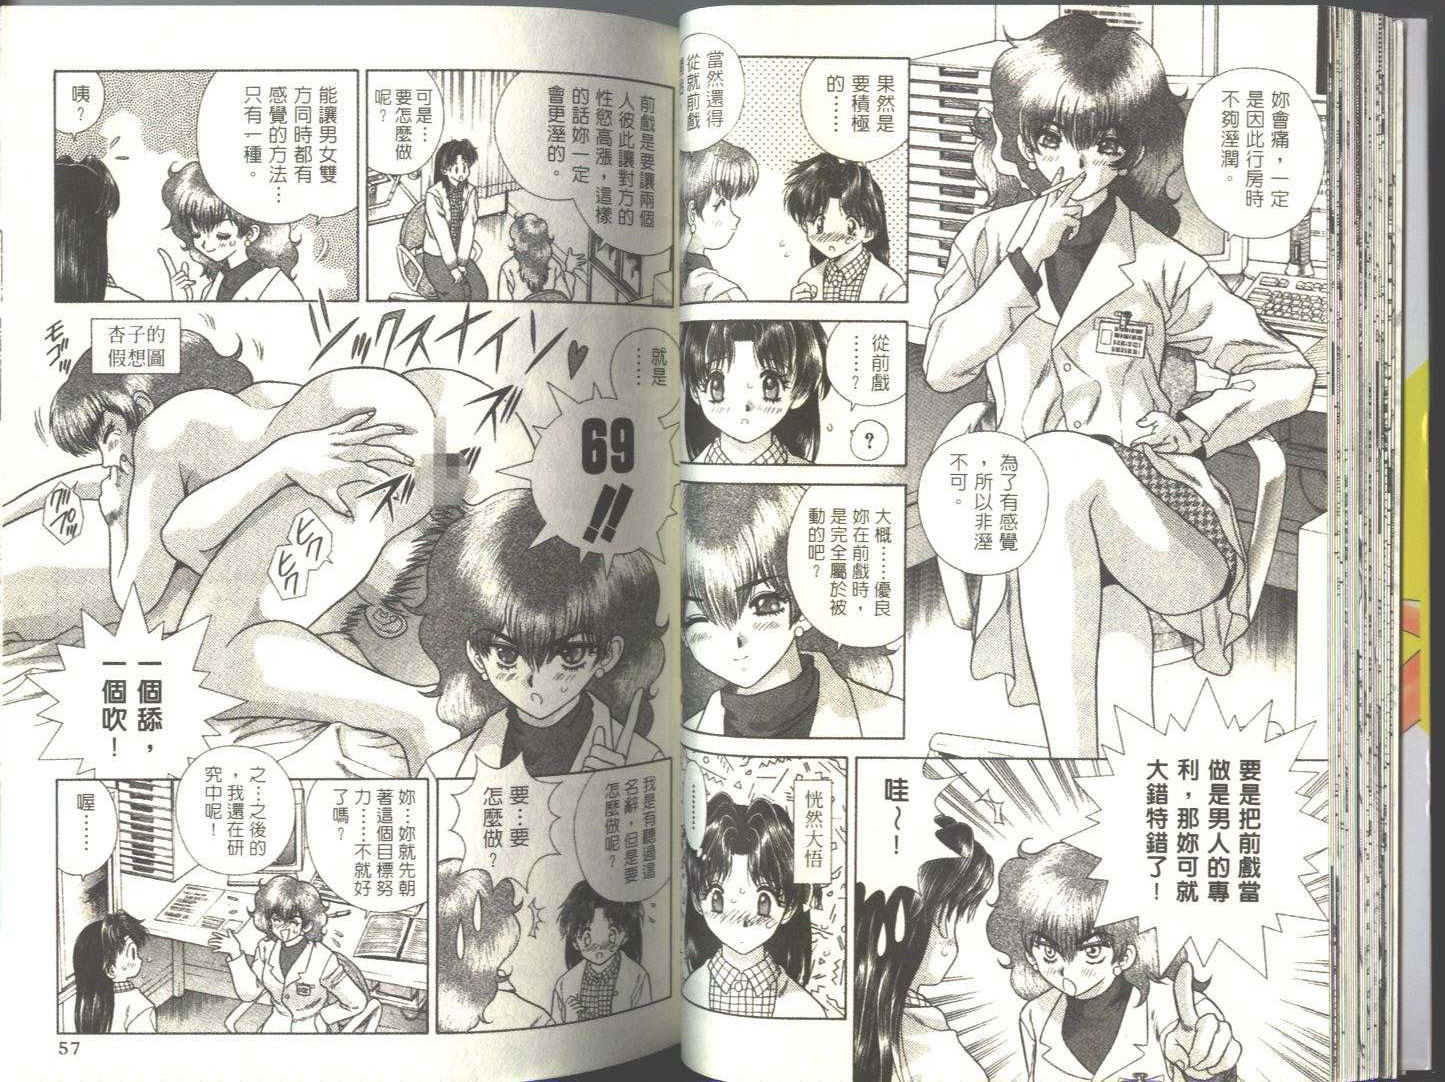 妳會痛，一定
是因此行房時
不夠溼潤。
為了有感覺
，所以非溼
不可。
果然是
要積極
的……
當然還得
從就前戲
從前戲
……？
？
大概……優良
妳在前戲時，
是完全屬於被
動的吧？
要是把前戲當
做是男人的專
利，那妳可就
大錯特錯了！
哇～！
恍然大悟
………
前戲是要讓兩個
人彼此讓對方的
性慾高漲，這樣
的話妳一定
會更溼的。
可是…
要怎麼做
呢？
能讓男女雙
方同時都有
感覺的方法…
只有一種。
咦？
就是
……
69
!!
ジックスナイン♥
杏子的
假想圖
モゴッ
ヒクッ
ヒクッ
一個舔，
一個吹！
我是有聽過這
名辭，但是要
怎麼做呢？
要…要
怎麼做？
妳…妳就先朝
著這個目標努
力……不就好
了嗎？
之…之後的
，我還在研
究中呢！
喔……
57